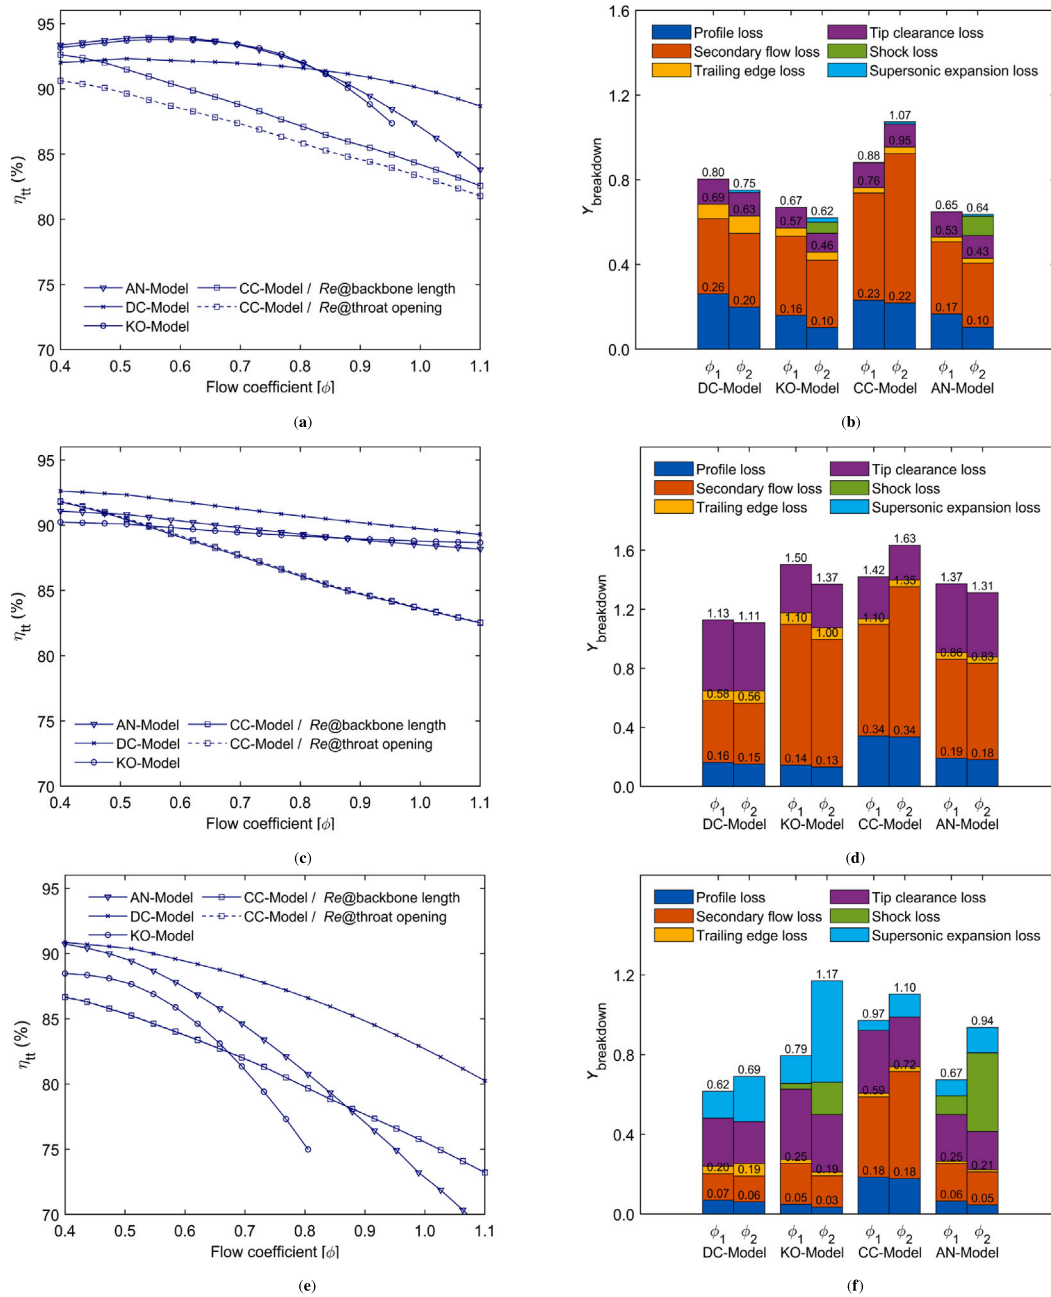 95
90
85
80
75
70
η_tt (%)
AN-Model
DC-Model
KO-Model
CC-Model / Re@backbone length
CC-Model / Re@throat opening
0.4 0.5 0.6 0.7 0.8 0.9 1.0 1.1
Flow coefficient [ϕ]
(a)
1.6
1.2
0.8
0.4
0.0
Y_breakdown
Profile loss
Secondary flow loss
Trailing edge loss
Tip clearance loss
Shock loss
Supersonic expansion loss
0.80 0.75 0.67 0.62 0.88 1.07 0.65 0.64
0.69 0.63 0.57 0.46 0.76 0.95 0.53 0.43
0.26 0.20 0.16 0.10 0.23 0.22 0.17 0.10
ϕ1 ϕ2 ϕ1 ϕ2 ϕ1 ϕ2 ϕ1 ϕ2
DC-Model KO-Model CC-Model AN-Model
(b)
95
90
85
80
75
70
η_tt (%)
AN-Model
DC-Model
KO-Model
CC-Model / Re@backbone length
CC-Model / Re@throat opening
0.4 0.5 0.6 0.7 0.8 0.9 1.0 1.1
Flow coefficient [ϕ]
(c)
1.6
1.2
0.8
0.4
0.0
Y_breakdown
Profile loss
Secondary flow loss
Trailing edge loss
Tip clearance loss
Shock loss
Supersonic expansion loss
1.13 1.11 1.50 1.37 1.42 1.63 1.37 1.31
0.58 0.56 1.10 1.00 1.10 1.35 0.86 0.83
0.16 0.15 0.14 0.13 0.34 0.34 0.19 0.18
ϕ1 ϕ2 ϕ1 ϕ2 ϕ1 ϕ2 ϕ1 ϕ2
DC-Model KO-Model CC-Model AN-Model
(d)
95
90
85
80
75
70
η_tt (%)
AN-Model
DC-Model
KO-Model
CC-Model / Re@backbone length
CC-Model / Re@throat opening
0.4 0.5 0.6 0.7 0.8 0.9 1.0 1.1
Flow coefficient [ϕ]
(e)
1.2
0.8
0.4
0.0
Y_breakdown
Profile loss
Secondary flow loss
Trailing edge loss
Tip clearance loss
Shock loss
Supersonic expansion loss
0.62 0.69 0.79 1.17 0.97 1.10 0.67 0.94
0.20 0.19 0.25 0.19 0.59 0.72 0.25 0.21
0.07 0.06 0.05 0.03 0.18 0.18 0.06 0.05
ϕ1 ϕ2 ϕ1 ϕ2 ϕ1 ϕ2 ϕ1 ϕ2
DC-Model KO-Model CC-Model AN-Model
(f)